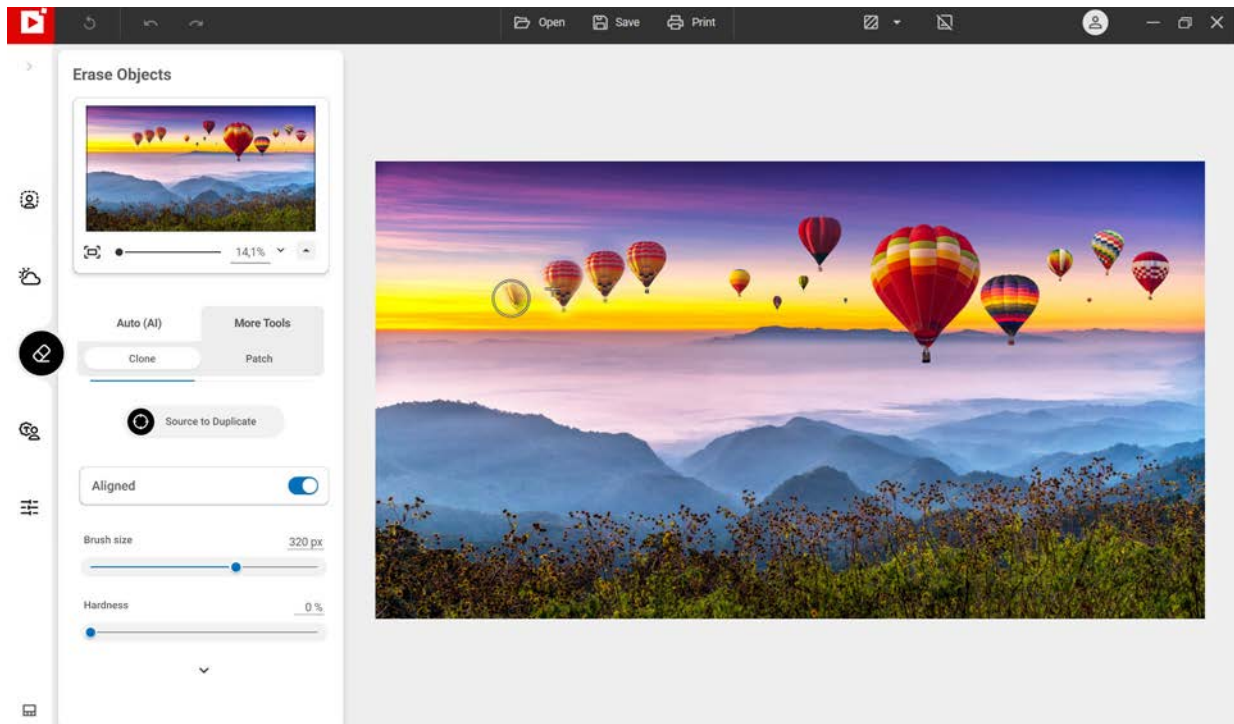 Open Save Print
Erase Objects
14,1%
Auto (AI) More Tools
Clone Patch
Source to Duplicate
Aligned
Brush size 320 px
Hardness 0 %